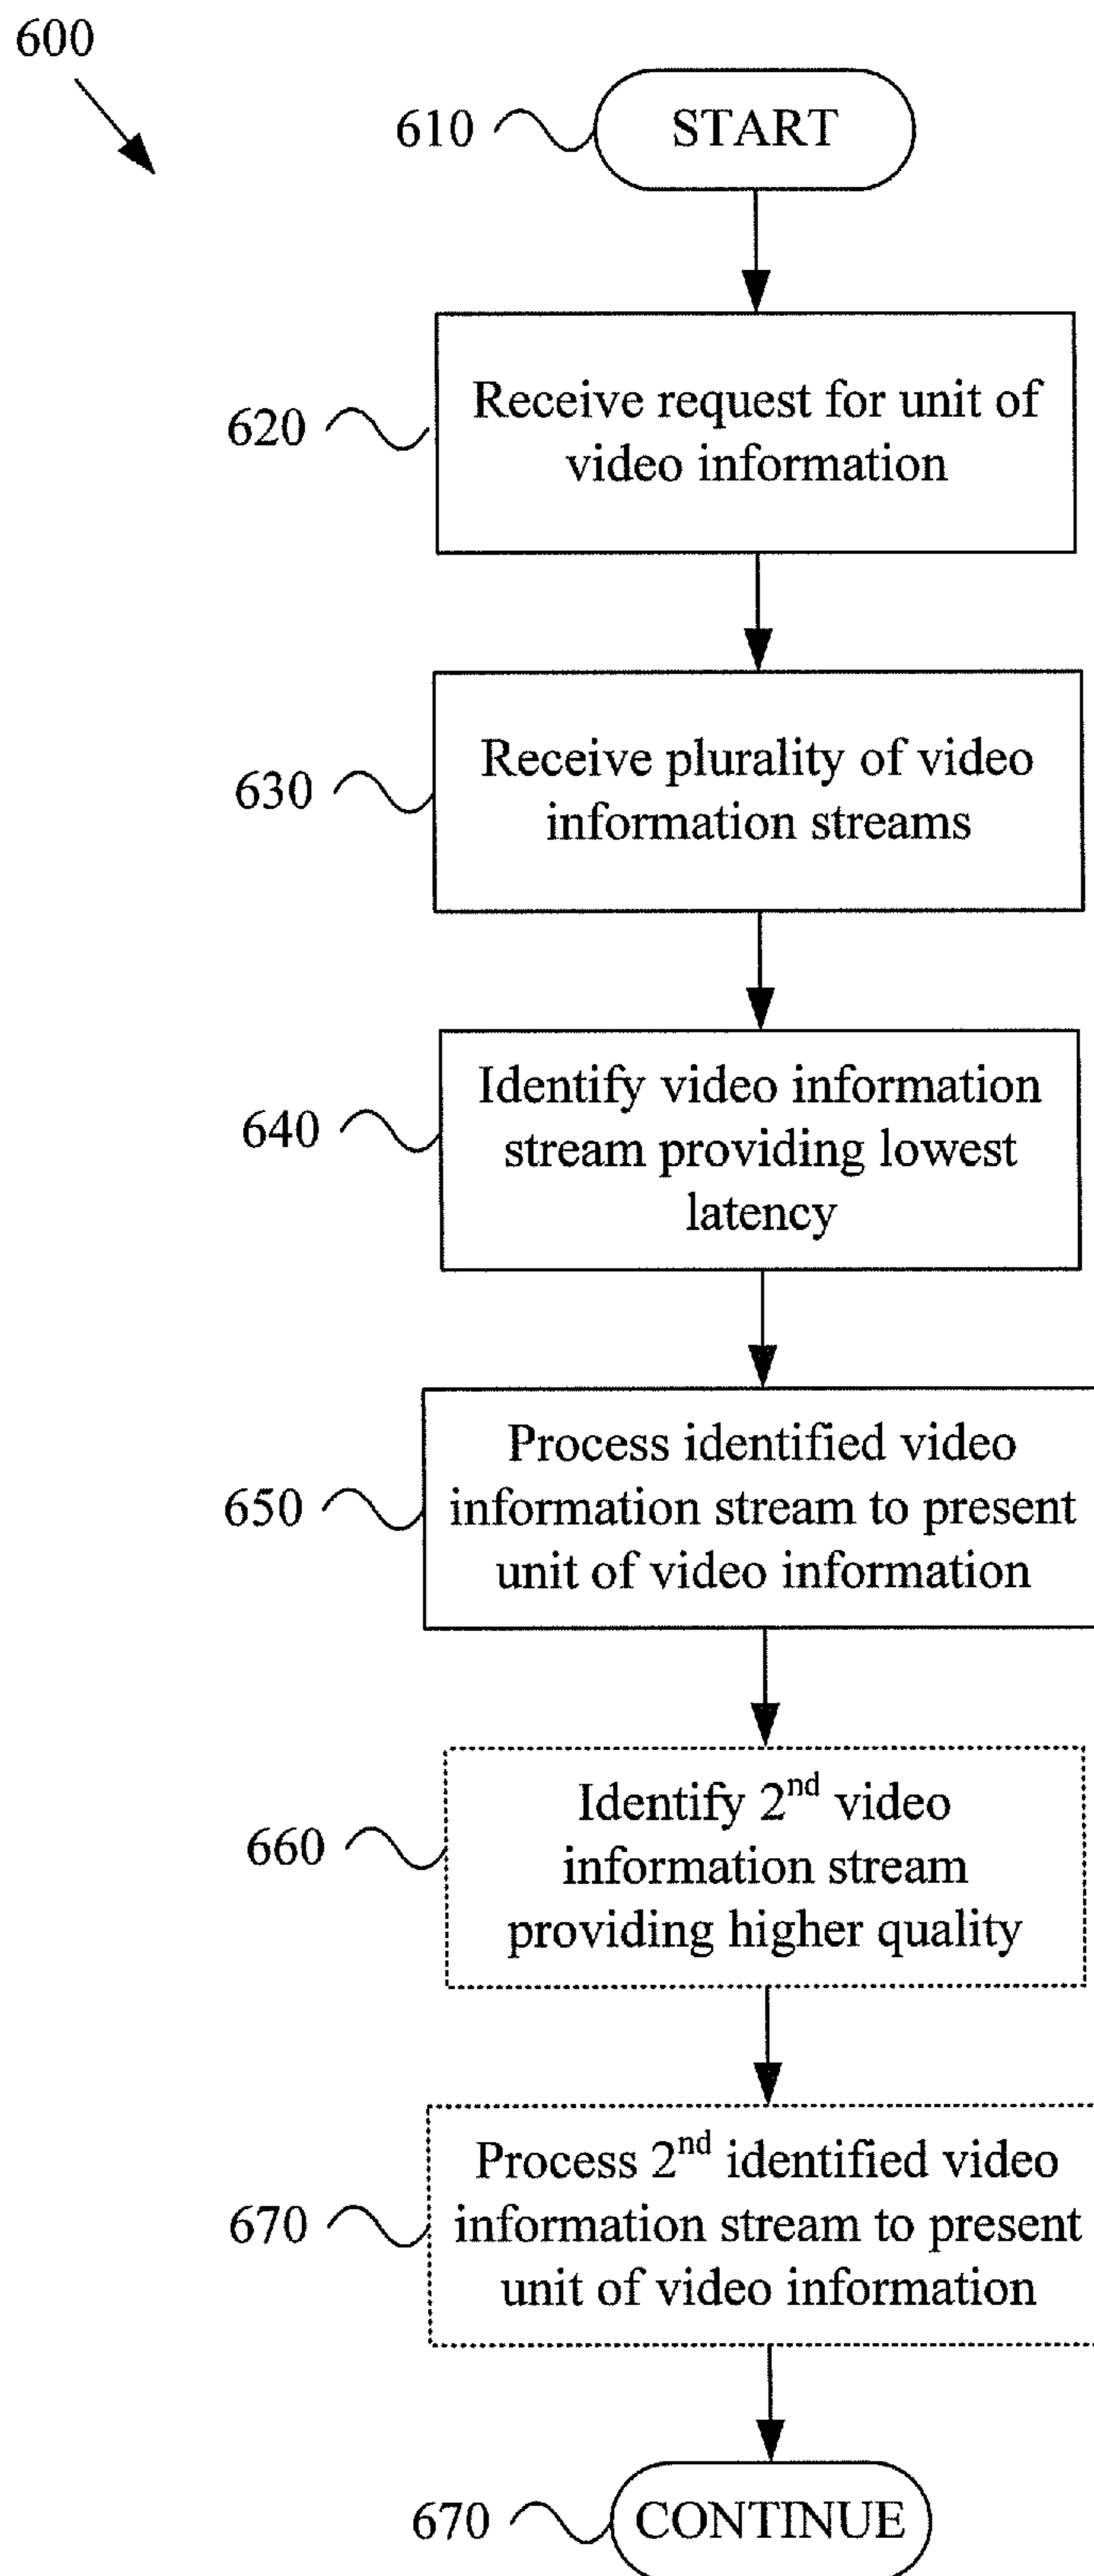 600
610
START
620
Receive request for unit of
video information
630
Receive plurality of video
information streams
640
Identify video information
stream providing lowest
latency
650
Process identified video
information stream to present
unit of video information
660
Identify 2nd video
information stream
providing higher quality
670
Process 2nd identified video
information stream to present
unit of video information
670
CONTINUE